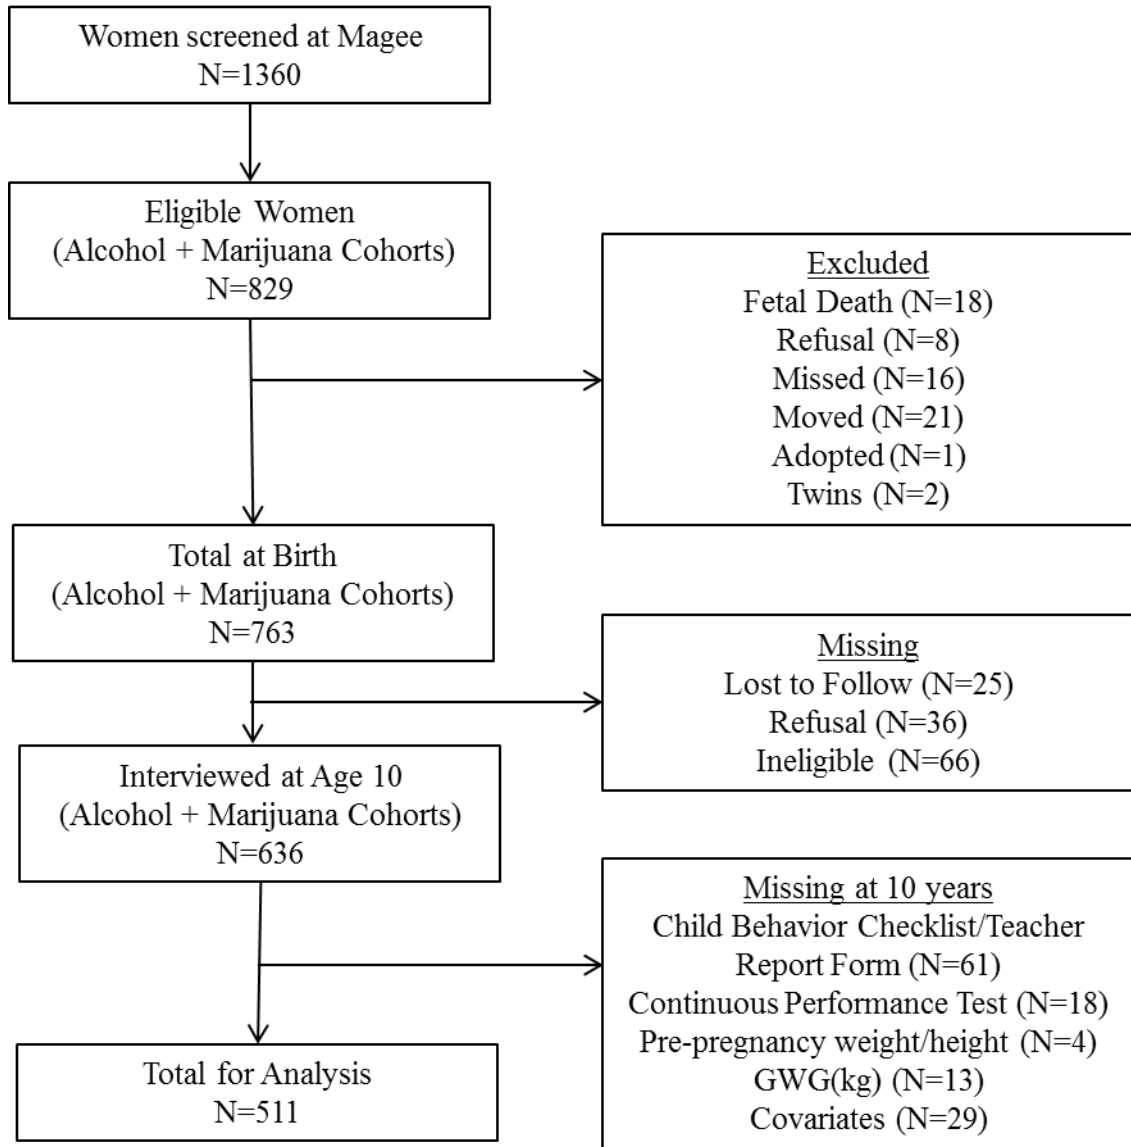 Women screened at Magee
N=1360
Eligible Women
(Alcohol + Marijuana Cohorts)
N=829
Excluded
Fetal Death (N=18)
Refusal (N=8)
Missed (N=16)
Moved (N=21)
Adopted (N=1)
Twins (N=2)
Total at Birth
(Alcohol + Marijuana Cohorts)
N=763
Missing
Lost to Follow (N=25)
Refusal (N=36)
Ineligible (N=66)
Interviewed at Age 10
(Alcohol + Marijuana Cohorts)
N=636
Missing at 10 years
Child Behavior Checklist/Teacher
Report Form (N=61)
Continuous Performance Test (N=18)
Pre-pregnancy weight/height (N=4)
GWG(kg) (N=13)
Covariates (N=29)
Total for Analysis
N=511